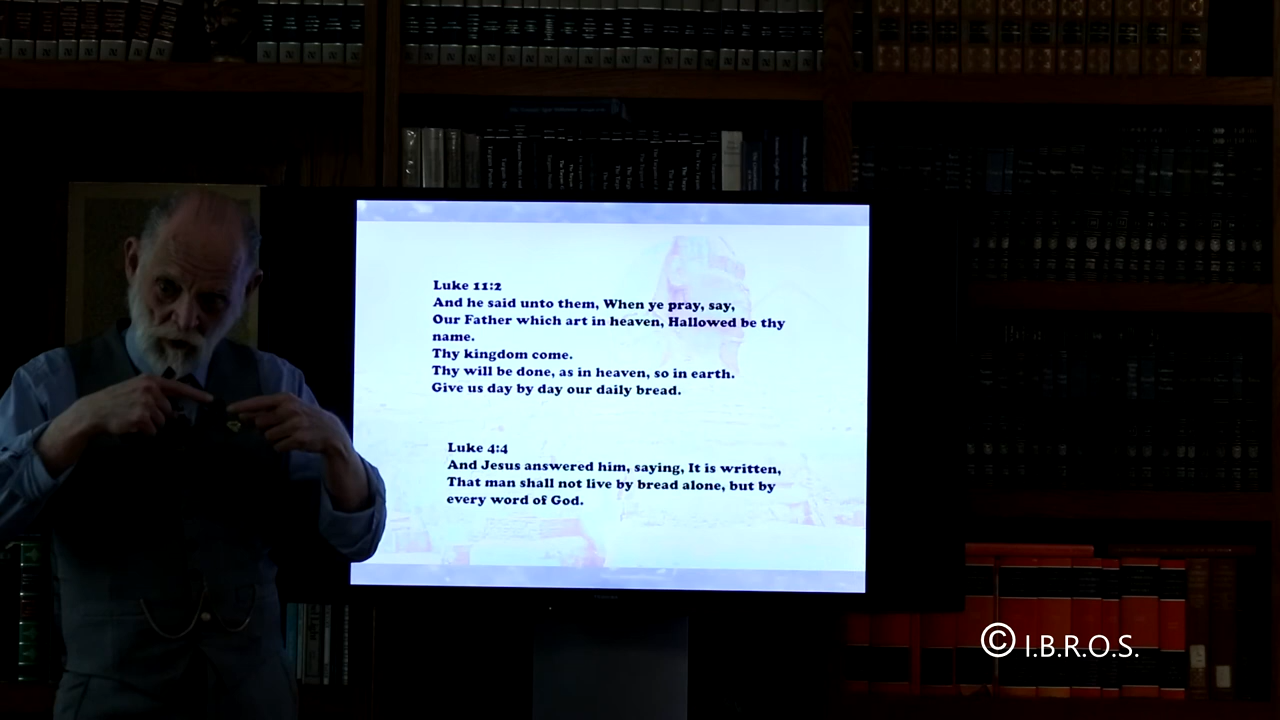 Luke 11:2
And he said unto them, When ye pray, say,
Our Father which art in heaven, Hallowed be thy
name.
Thy kingdom come.
Thy will be done, as in heaven, so in earth.
Give us day by day our daily bread.
Luke 4:4
And Jesus answered him, saying, It is written,
That man shall not live by bread alone, but by
every word of God.
© I.B.R.O.S.